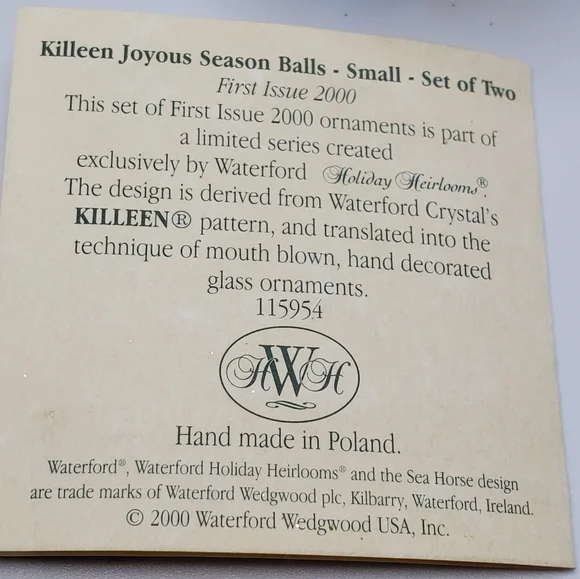 Killeen Joyous Season Balls - Small - Set of Two
First Issue 2000
This set of First Issue 2000 ornaments is part of
a limited series created
exclusively by Waterford Holiday Heirlooms®.
The design is derived from Waterford Crystal's
KILLEEN® pattern, and translated into the
technique of mouth blown, hand decorated
glass ornaments.
115954
HWH
Hand made in Poland.
Waterford®, Waterford Holiday Heirlooms® and the Sea Horse design
are trade marks of Waterford Wedgwood plc, Kilbarry, Waterford, Ireland.
© 2000 Waterford Wedgwood USA, Inc.